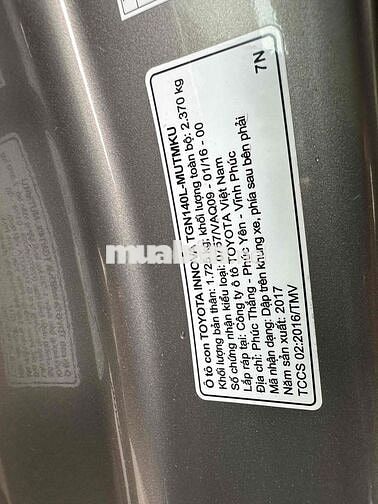 Ô tô con TOYOTA INNOVA TGN140L-MUTMKU
Khối lượng bản thân: 1.72 kg; khối lượng toàn bộ: 2.370 kg
Số chứng nhận kiểu loại: 67/VAQ09 - 01/16 - 00
Lắp ráp tại: Công ty ô tô TOYOTA Việt Nam
Địa chỉ: Phúc Thắng - Phúc Yên - Vĩnh Phúc
Mã nhận dạng: Dập trên khung xe, phía sau bên phải
Năm sản xuất: 2017
TCCS 02:2016/TMV
7N